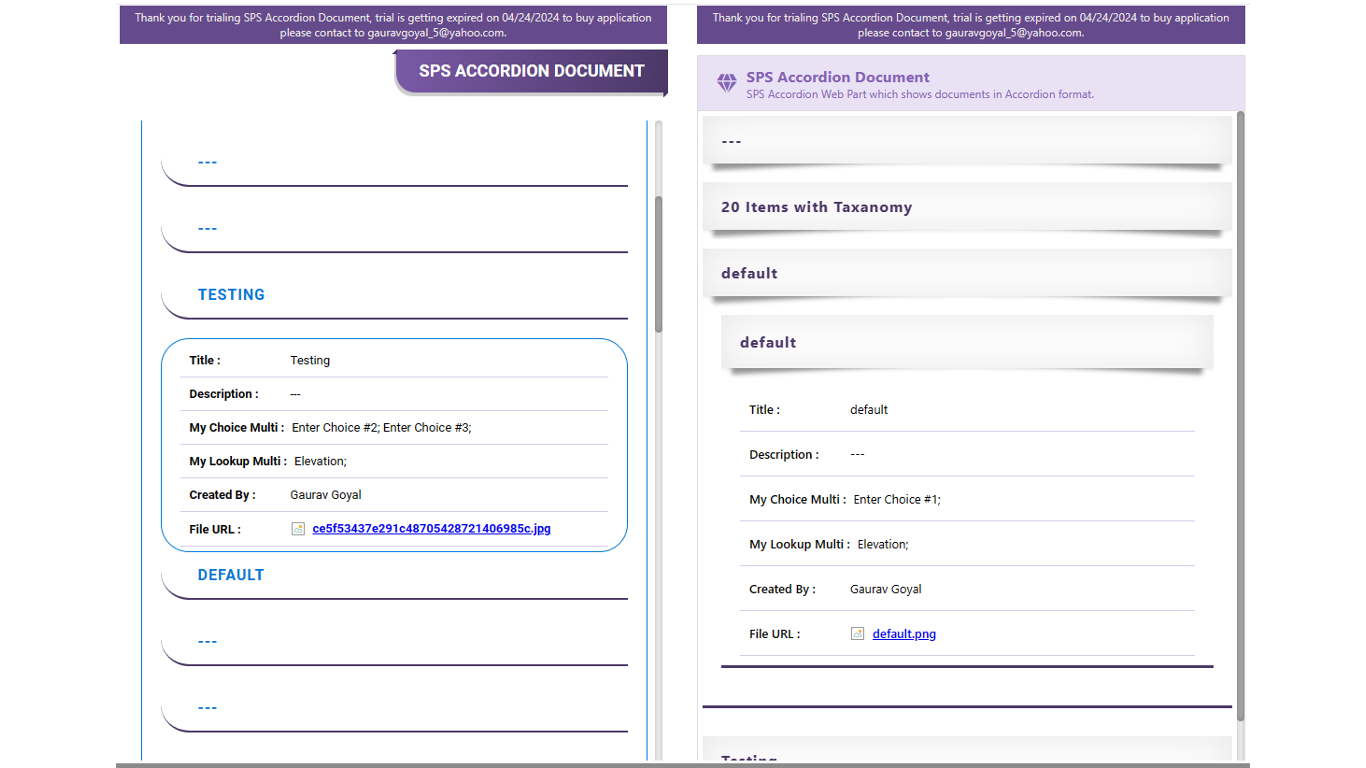 Thank you for trialing SPS Accordion Document, trial is getting expired on 04/24/2024 to buy application
please contact to gauravgoyal_5@yahoo.com.
SPS ACCORDION DOCUMENT
---
---
TESTING
Title : Testing
Description : ---
My Choice Multi : Enter Choice #2; Enter Choice #3;
My Lookup Multi : Elevation;
Created By : Gaurav Goyal
File URL : ce5f53437e291c48705428721406985c.jpg
DEFAULT
---
---
Thank you for trialing SPS Accordion Document, trial is getting expired on 04/24/2024 to buy application
please contact to gauravgoyal_5@yahoo.com.
SPS Accordion Document
SPS Accordion Web Part which shows documents in Accordion format.
---
20 Items with Taxanomy
default
default
Title : default
Description : ---
My Choice Multi : Enter Choice #1;
My Lookup Multi : Elevation;
Created By : Gaurav Goyal
File URL : default.png
Testing